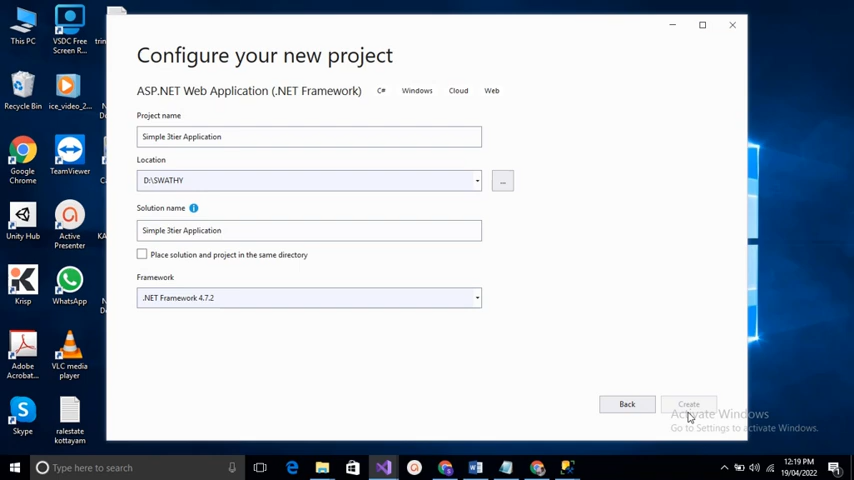 This PC
VSDC Free
Screen R...
trin
Configure your new project
ASP.NET Web Application (.NET Framework) C# Windows Cloud Web
Project name
Simple 3tier Application
Recycle Bin
ice_video_2...
Location
D:\SWATHY
...
Google
Chrome
TeamViewer
Solution name
Simple 3tier Application
Place solution and project in the same directory
Unity Hub
Active
Presenter
KA
Framework
.NET Framework 4.7.2
Krisp
WhatsApp
Adobe
Acrobat...
VLC media
player
Back
Create
Activate Windows
Go to Settings to activate Windows.
Skype
ralestate
kottayam
Type here to search
12:19 PM
19/04/2022